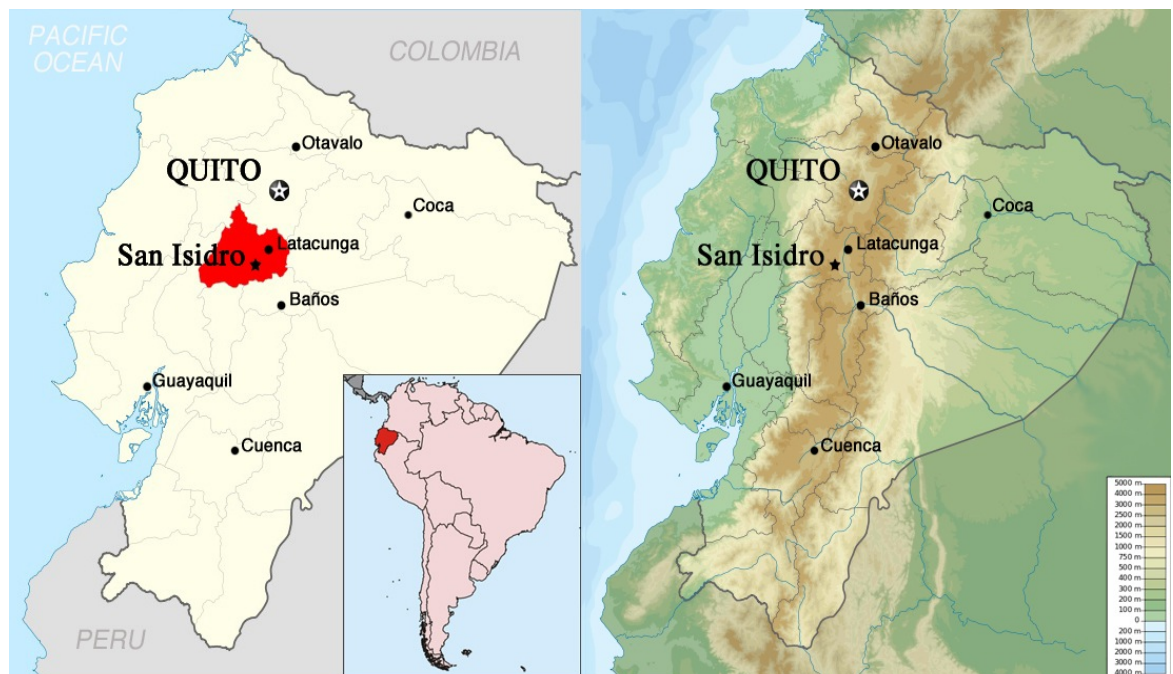 PACIFIC
OCEAN
COLOMBIA
Otavalo
QUITO
Coca
Latacunga
San Isidro
Baños
Guayaquil
Cuenca
PERU
Otavalo
QUITO
Coca
Latacunga
San Isidro
Baños
Guayaquil
Cuenca
5000 m
4000 m
3000 m
2500 m
2000 m
1500 m
1000 m
750 m
500 m
400 m
300 m
200 m
100 m
0
200 m
1000 m
2000 m
3000 m
4000 m